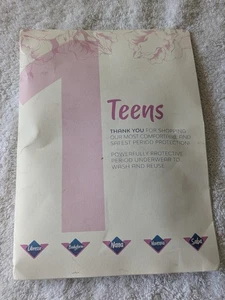 1
Teens
THANK YOU FOR SHOPPING
OUR MOST COMFORTABLE AND
SAFEST PERIOD PROTECTION!
POWERFULLY PROTECTIVE
PERIOD UNDERWEAR TO
WASH AND REUSE